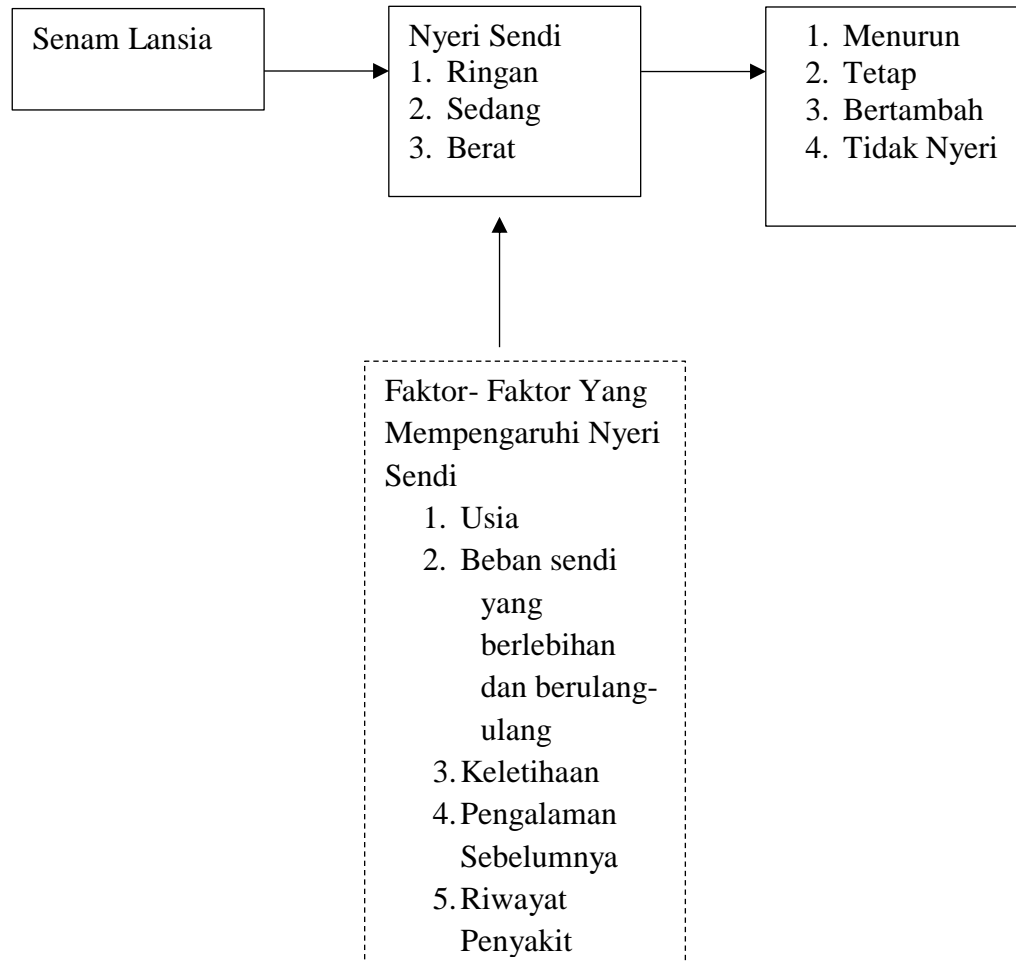 Senam Lansia
Nyeri Sendi
1. Ringan
2. Sedang
3. Berat
1. Menurun
2. Tetap
3. Bertambah
4. Tidak Nyeri
Faktor- Faktor Yang
Mempengaruhi Nyeri
Sendi
1. Usia
2. Beban sendi
yang
berlebihan
dan berulang-
ulang
3. Keletihaan
4. Pengalaman
Sebelumnya
5. Riwayat
Penyakit